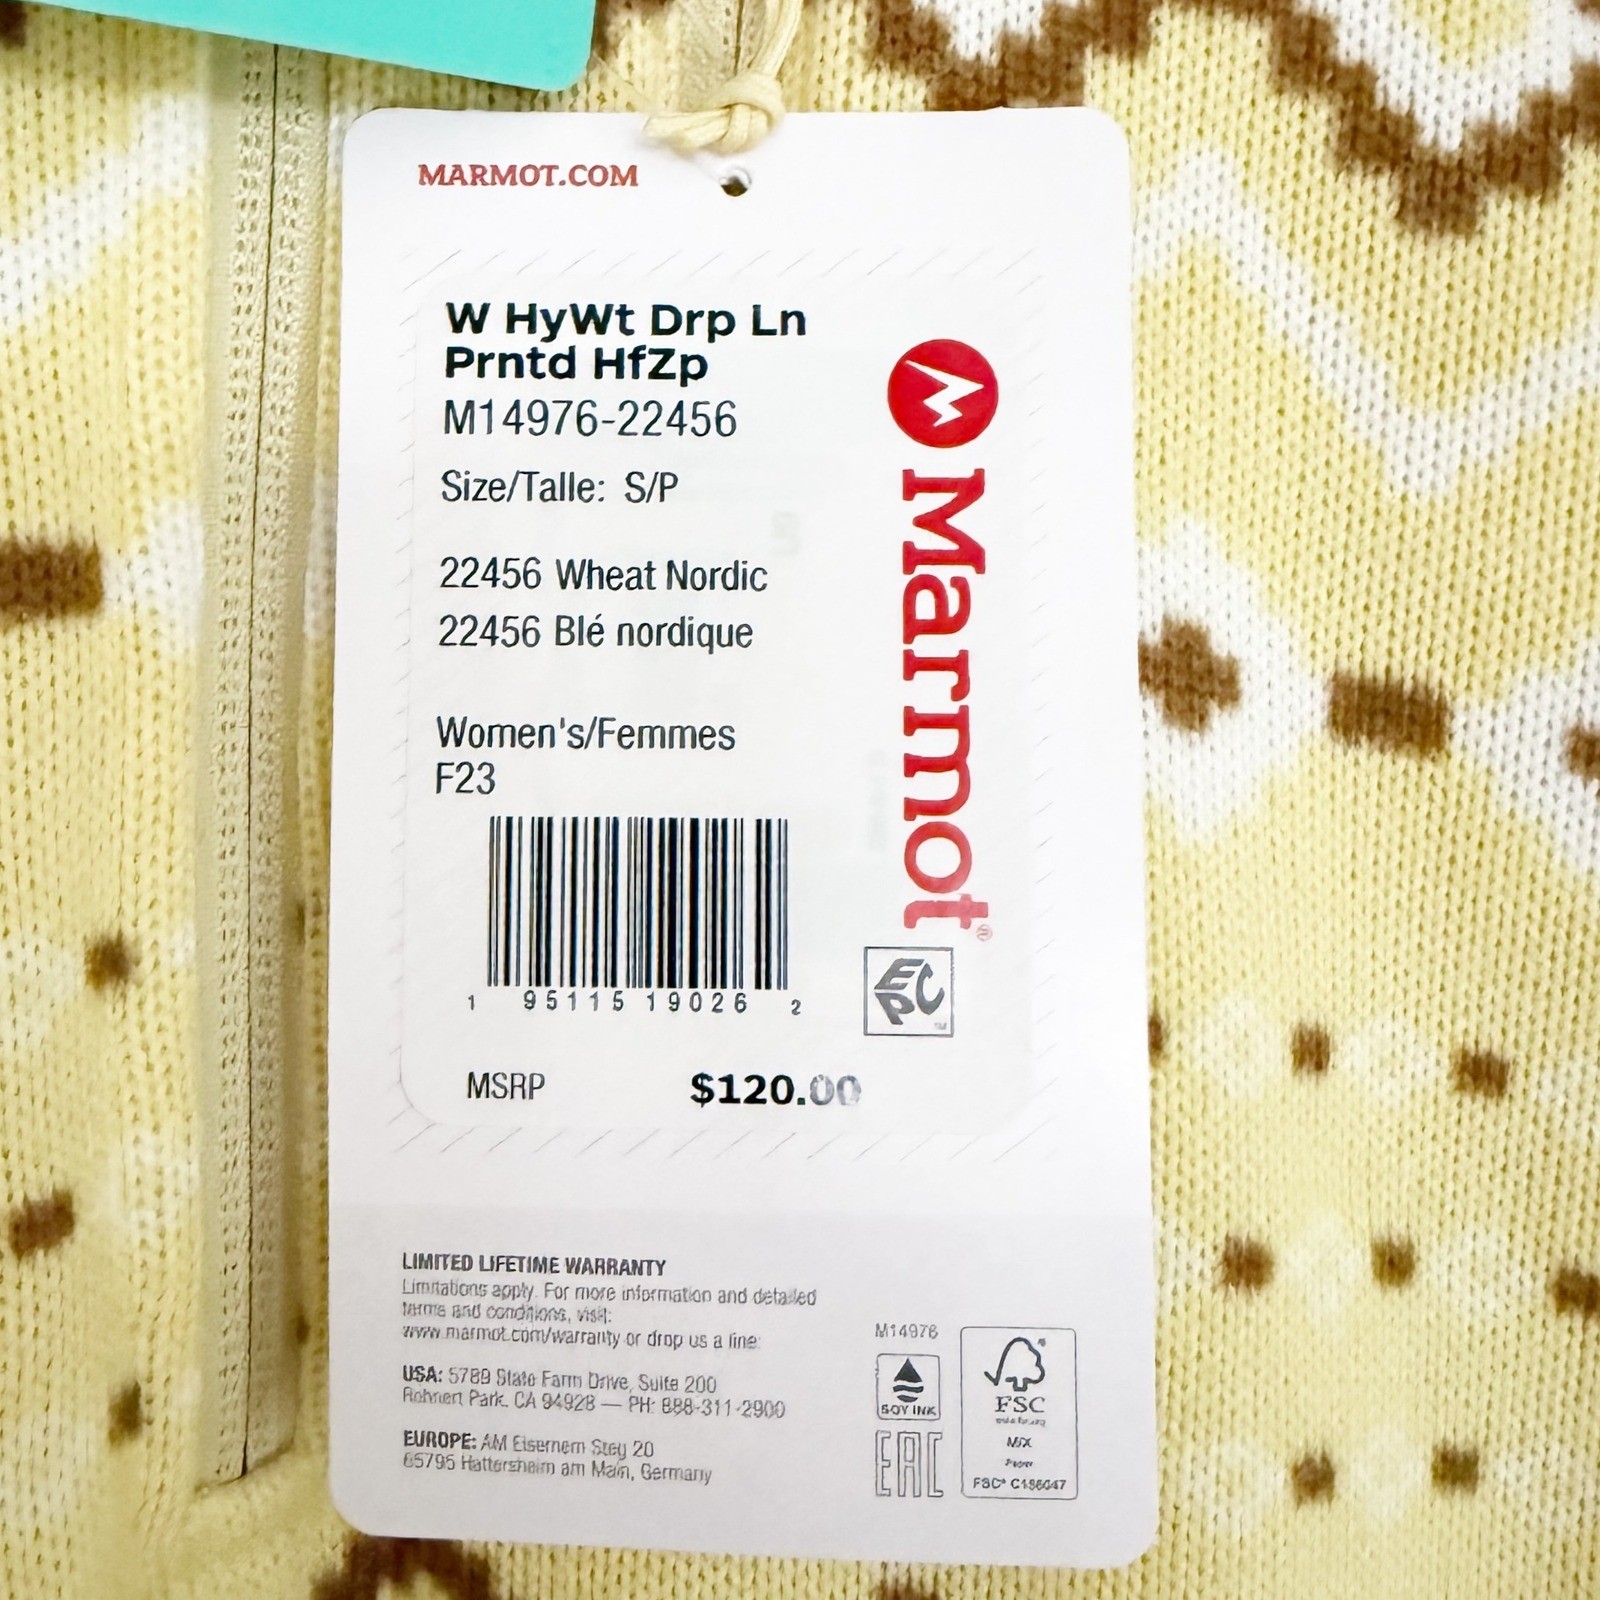 MARMOT.COM
W HyWt Drp Ln
Prntd HfZp
M14976-22456
Size/Talle: S/P
22456 Wheat Nordic
22456 Blé nordique
Women's/Femmes
F23
1 95115 19026 2
MSRP $120.00
Marmot®
EPC
LIMITED LIFETIME WARRANTY
Limitations apply. For more information and detailed
terms and conditions, visit:
www.marmot.com/warranty or drop us a line:
USA: 5789 State Farm Drive, Suite 200
Rohnert Park, CA 94928 — PH: 888-311-2900
EUROPE: AM Eisernem Steg 20
65795 Hattersheim am Main, Germany
M14976
SOY INK
EAC
FSC
MIX
Paper
FSC®